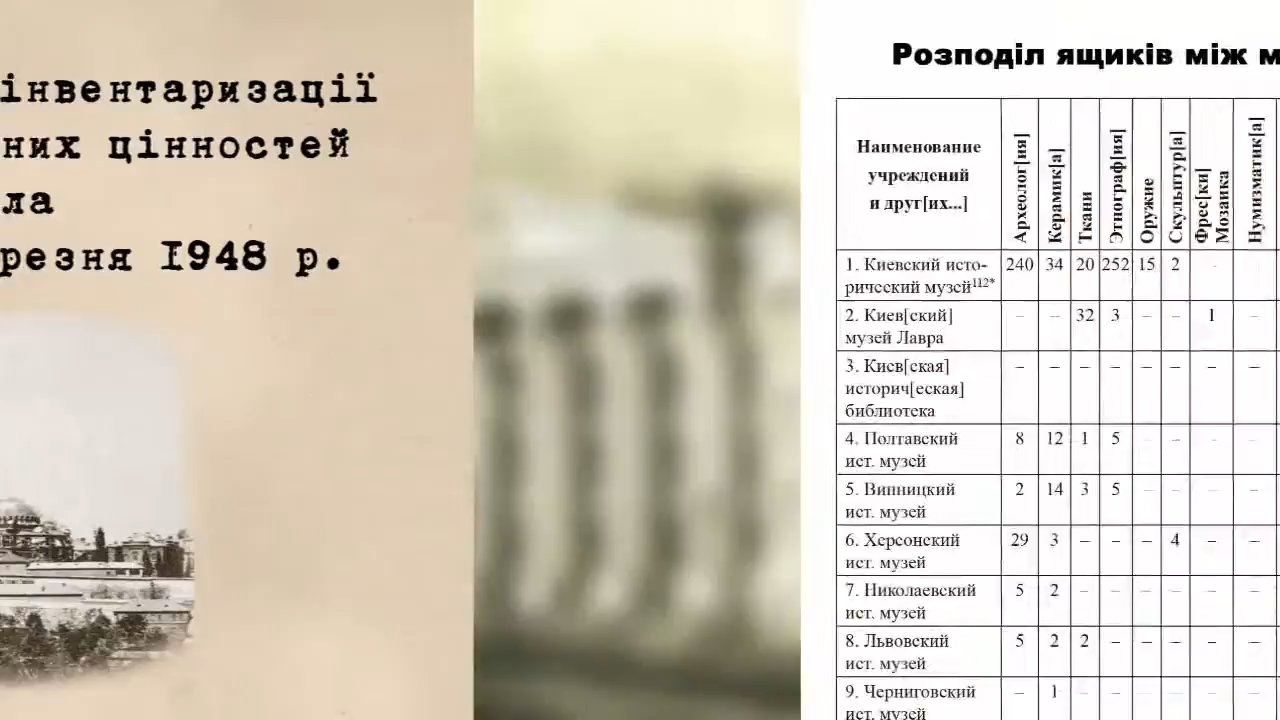 інвентаризації
них цінностей
ла
резня 1948 р.
Розподіл ящиків між м
Наименование
учреждений
и друг[их...]
Археолог[ия]
Керамик[а]
Ткани
Этнограф[ия]
Оружие
Скульптур[а]
Фрес[ки]
Мозаика
Нумизматик[а]
1. Киевский исто- 240 34 20 252 15 2 -
рический музей112*
2. Киев[ский] – – 32 3 – – 1 –
музей Лавра
3. Киев[ская] – – – – – – – –
историч[еская]
библиотека
4. Полтавский 8 12 1 5 – – – –
ист. музей
5. Винницкий 2 14 3 5 – – – –
ист. музей
6. Херсонский 29 3 – – – 4 – –
ист. музей
7. Николаевский 5 2 – – – – – –
ист. музей
8. Львовский 5 2 2 – – – – –
ист. музей
9. Черниговский – 1 – – – – – –
ист. музей